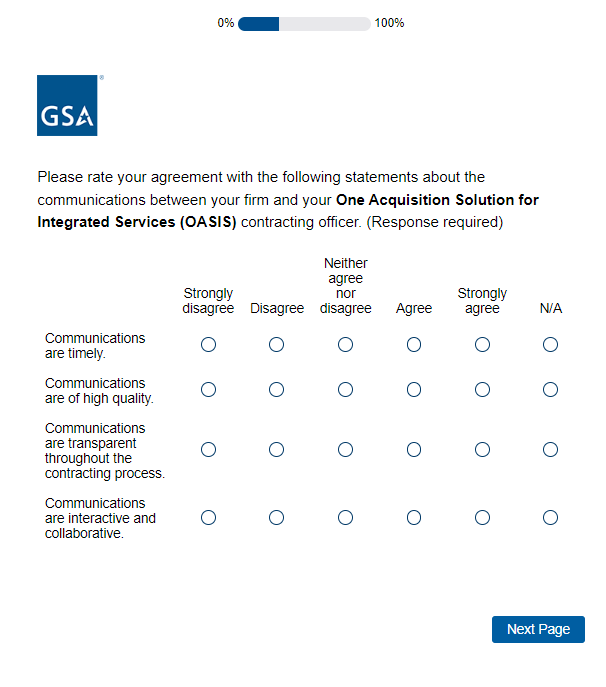 0% 100%
GSA
Please rate your agreement with the following statements about the
communications between your firm and your One Acquisition Solution for
Integrated Services (OASIS) contracting officer. (Response required)
Strongly disagree
Disagree
Neither agree nor disagree
Agree
Strongly agree
N/A
Communications
are timely.
Communications
are of high quality.
Communications
are transparent
throughout the
contracting process.
Communications
are interactive and
collaborative.
Next Page